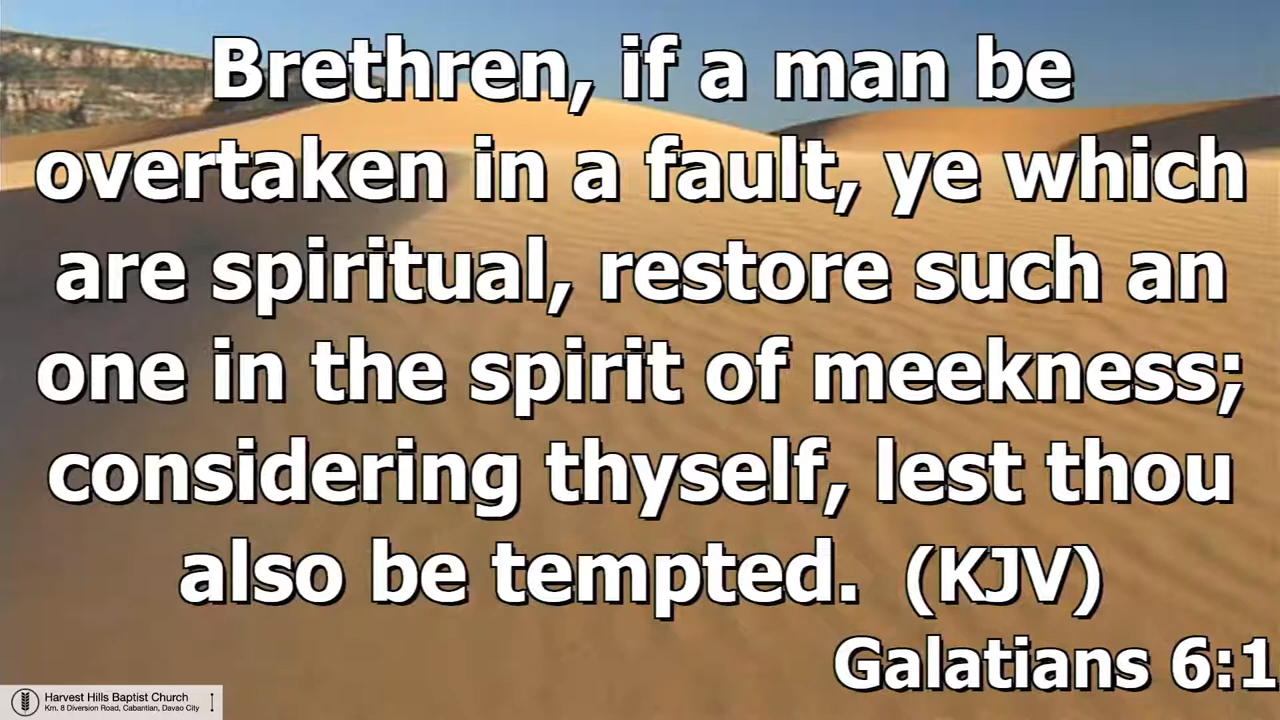 Brethren, if a man be
overtaken in a fault, ye which
are spiritual, restore such an
one in the spirit of meekness;
considering thyself, lest thou
also be tempted.  (KJV)
Galatians 6:1
Harvest Hills Baptist Church
Km. 8 Diversion Road, Cabantian, Davao City